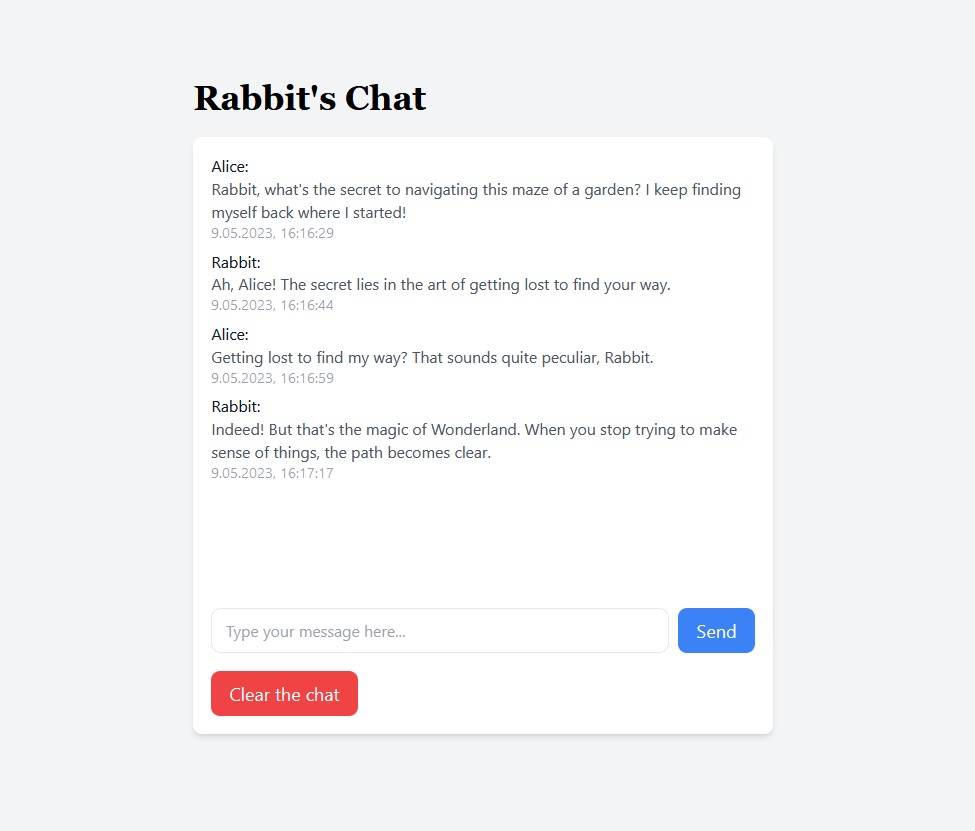 Rabbit's Chat
Alice:
Rabbit, what's the secret to navigating this maze of a garden? I keep finding
myself back where I started!
9.05.2023, 16:16:29
Rabbit:
Ah, Alice! The secret lies in the art of getting lost to find your way.
9.05.2023, 16:16:44
Alice:
Getting lost to find my way? That sounds quite peculiar, Rabbit.
9.05.2023, 16:16:59
Rabbit:
Indeed! But that's the magic of Wonderland. When you stop trying to make
sense of things, the path becomes clear.
9.05.2023, 16:17:17
Type your message here...
Send
Clear the chat